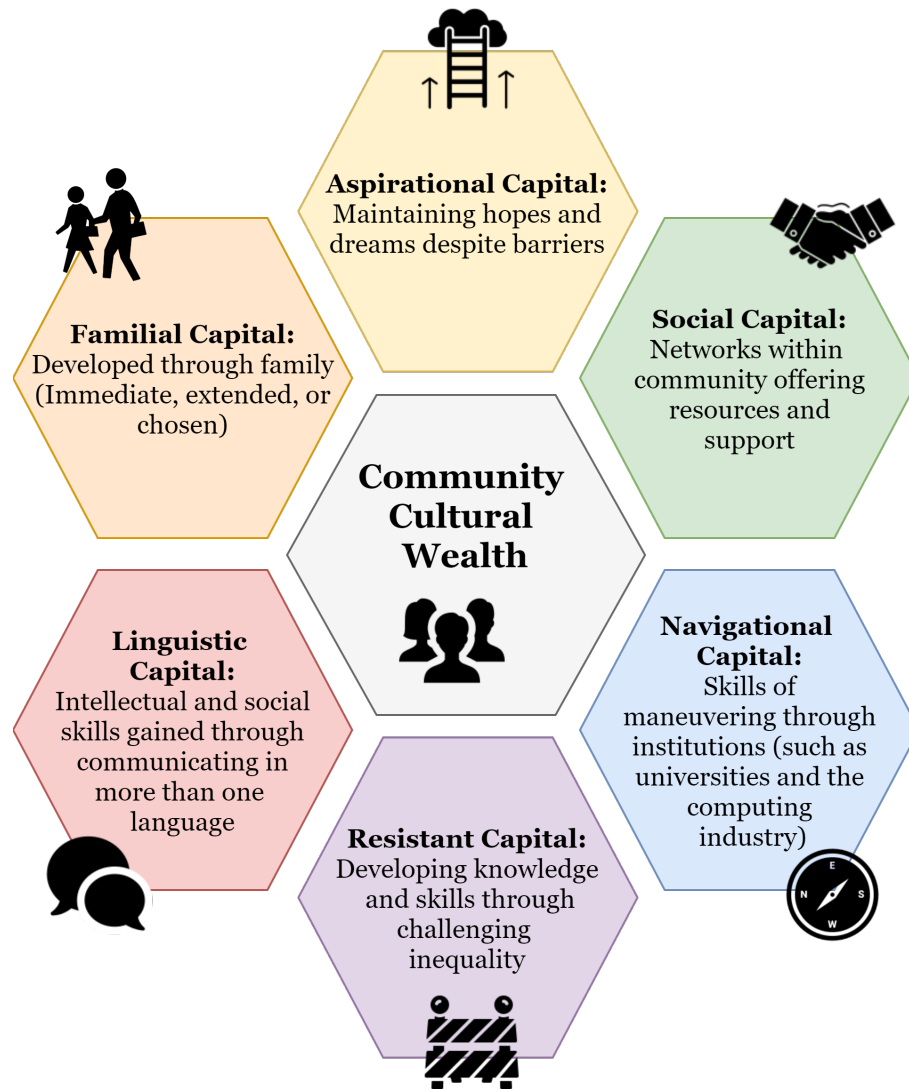 Aspirational Capital:
Maintaining hopes and
dreams despite barriers
Familial Capital:
Developed through family
(Immediate, extended, or
chosen)
Social Capital:
Networks within
community offering
resources and
support
Community
Cultural
Wealth
Linguistic
Capital:
Intellectual and social
skills gained through
communicating in
more than one
language
Navigational
Capital:
Skills of
maneuvering through
institutions (such as
universities and the
computing
industry)
E
N S
W
Resistant Capital:
Developing knowledge
and skills through
challenging
inequality